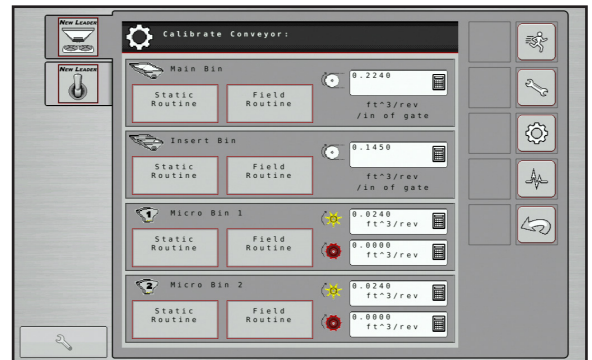 NEW LEADER
Calibrate Conveyor:
NEW LEADER
Main Bin
0.2240
Static
Routine
Field
Routine
ft^3/rev
/in of gate
Insert Bin
0.1450
Static
Routine
Field
Routine
ft^3/rev
/in of gate
1
Micro Bin 1
0.0240
ft^3/rev
Static
Routine
Field
Routine
0.0000
ft^3/rev
2
Micro Bin 2
0.0240
ft^3/rev
Static
Routine
Field
Routine
0.0000
ft^3/rev